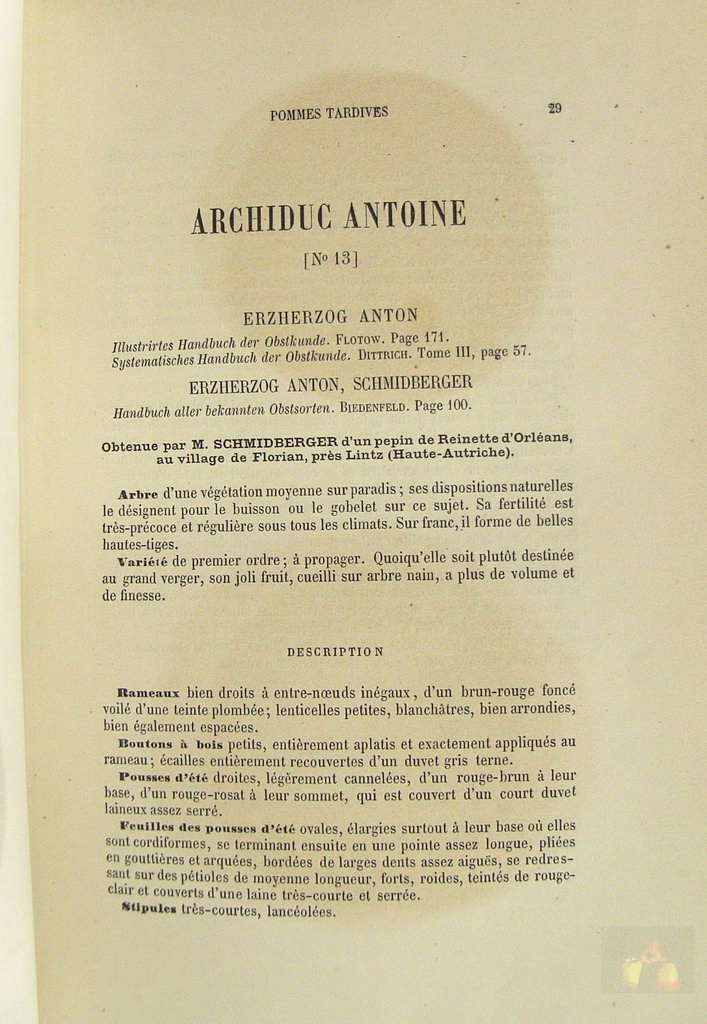 POMMES TARDIVES 29
ARCHIDUC ANTOINE
[No 13]
ERZHERZOG ANTON
Illustrirtes Handbuch der Obstkunde. FLOTOW. Page 171.
Systematisches Handbuch der Obstkunde. DITTRICH. Tome III, page 57.
ERZHERZOG ANTON, SCHMIDBERGER
Handbuch aller bekannten Obstsorten. BIEDENFELD. Page 100.
Obtenue par M. SCHMIDBERGER d'un pepin de Reinette d'Orléans,
au village de Florian, près Lintz (Haute-Autriche).
Arbre d'une végétation moyenne sur paradis; ses dispositions naturelles
le désignent pour le buisson ou le gobelet sur ce sujet. Sa fertilité est
très-précoce et régulière sous tous les climats. Sur franc, il forme de belles
hautes-tiges.
Variété de premier ordre; à propager. Quoiqu'elle soit plutôt destinée
au grand verger, son joli fruit, cueilli sur arbre nain, a plus de volume et
de finesse.
DESCRIPTION
Rameaux bien droits à entre-nœuds inégaux, d'un brun-rouge foncé
voilé d'une teinte plombée; lenticelles petites, blanchâtres, bien arrondies,
bien également espacées.
Boutons à bois petits, entièrement aplatis et exactement appliqués au
rameau; écailles entièrement recouvertes d'un duvet gris terne.
Pousses d'été droites, légèrement cannelées, d'un rouge-brun à leur
base, d'un rouge-rosat à leur sommet, qui est couvert d'un court duvet
laineux assez serré.
Feuilles des pousses d'été ovales, élargies surtout à leur base où elles
sont cordiformes, se terminant ensuite en une pointe assez longue, pliées
en gouttières et arquées, bordées de larges dents assez aiguës, se redres-
sant sur des pétioles de moyenne longueur, forts, roides, teintés de rouge-
clair et couverts d'une laine très-courte et serrée.
Stipules très-courtes, lancéolées.